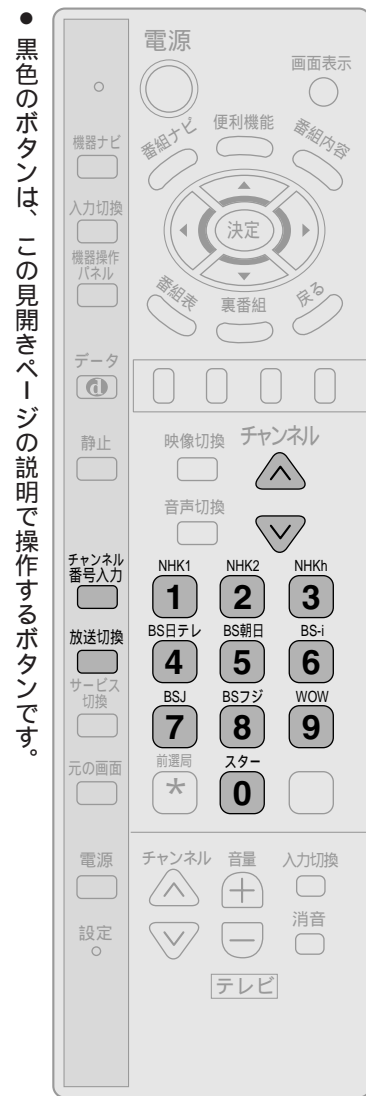 ● 黒色のボタンは、この見開きページの説明で操作するボタンです。
電源
画面表示
機器ナビ
番組ナビ
便利機能
番組内容
入力切換
決定
機器操作
パネル
番組表
裏番組
戻る
データ
d
静止
映像切換
チャンネル
音声切換
チャンネル
番号入力
NHK1
NHK2
NHKh
1
2
3
放送切換
BS日テレ
BS朝日
BS-i
4
5
6
サービス
切換
BSJ
BSフジ
WOW
7
8
9
元の画面
前選局
スター
*
0
電源
チャンネル
音量
入力切換
+
設定
消音
−
テレビ